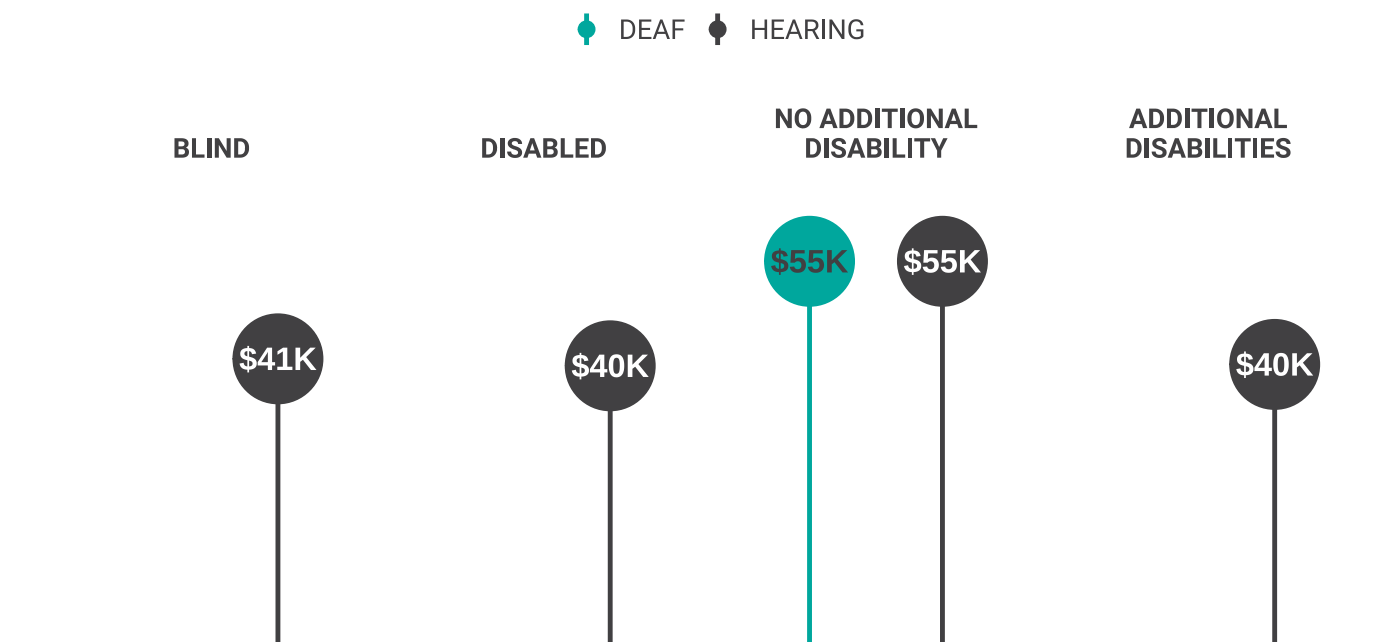 DEAF HEARING
BLIND
DISABLED
NO ADDITIONAL
DISABILITY
ADDITIONAL
DISABILITIES
$55K $55K
$41K
$40K
$40K